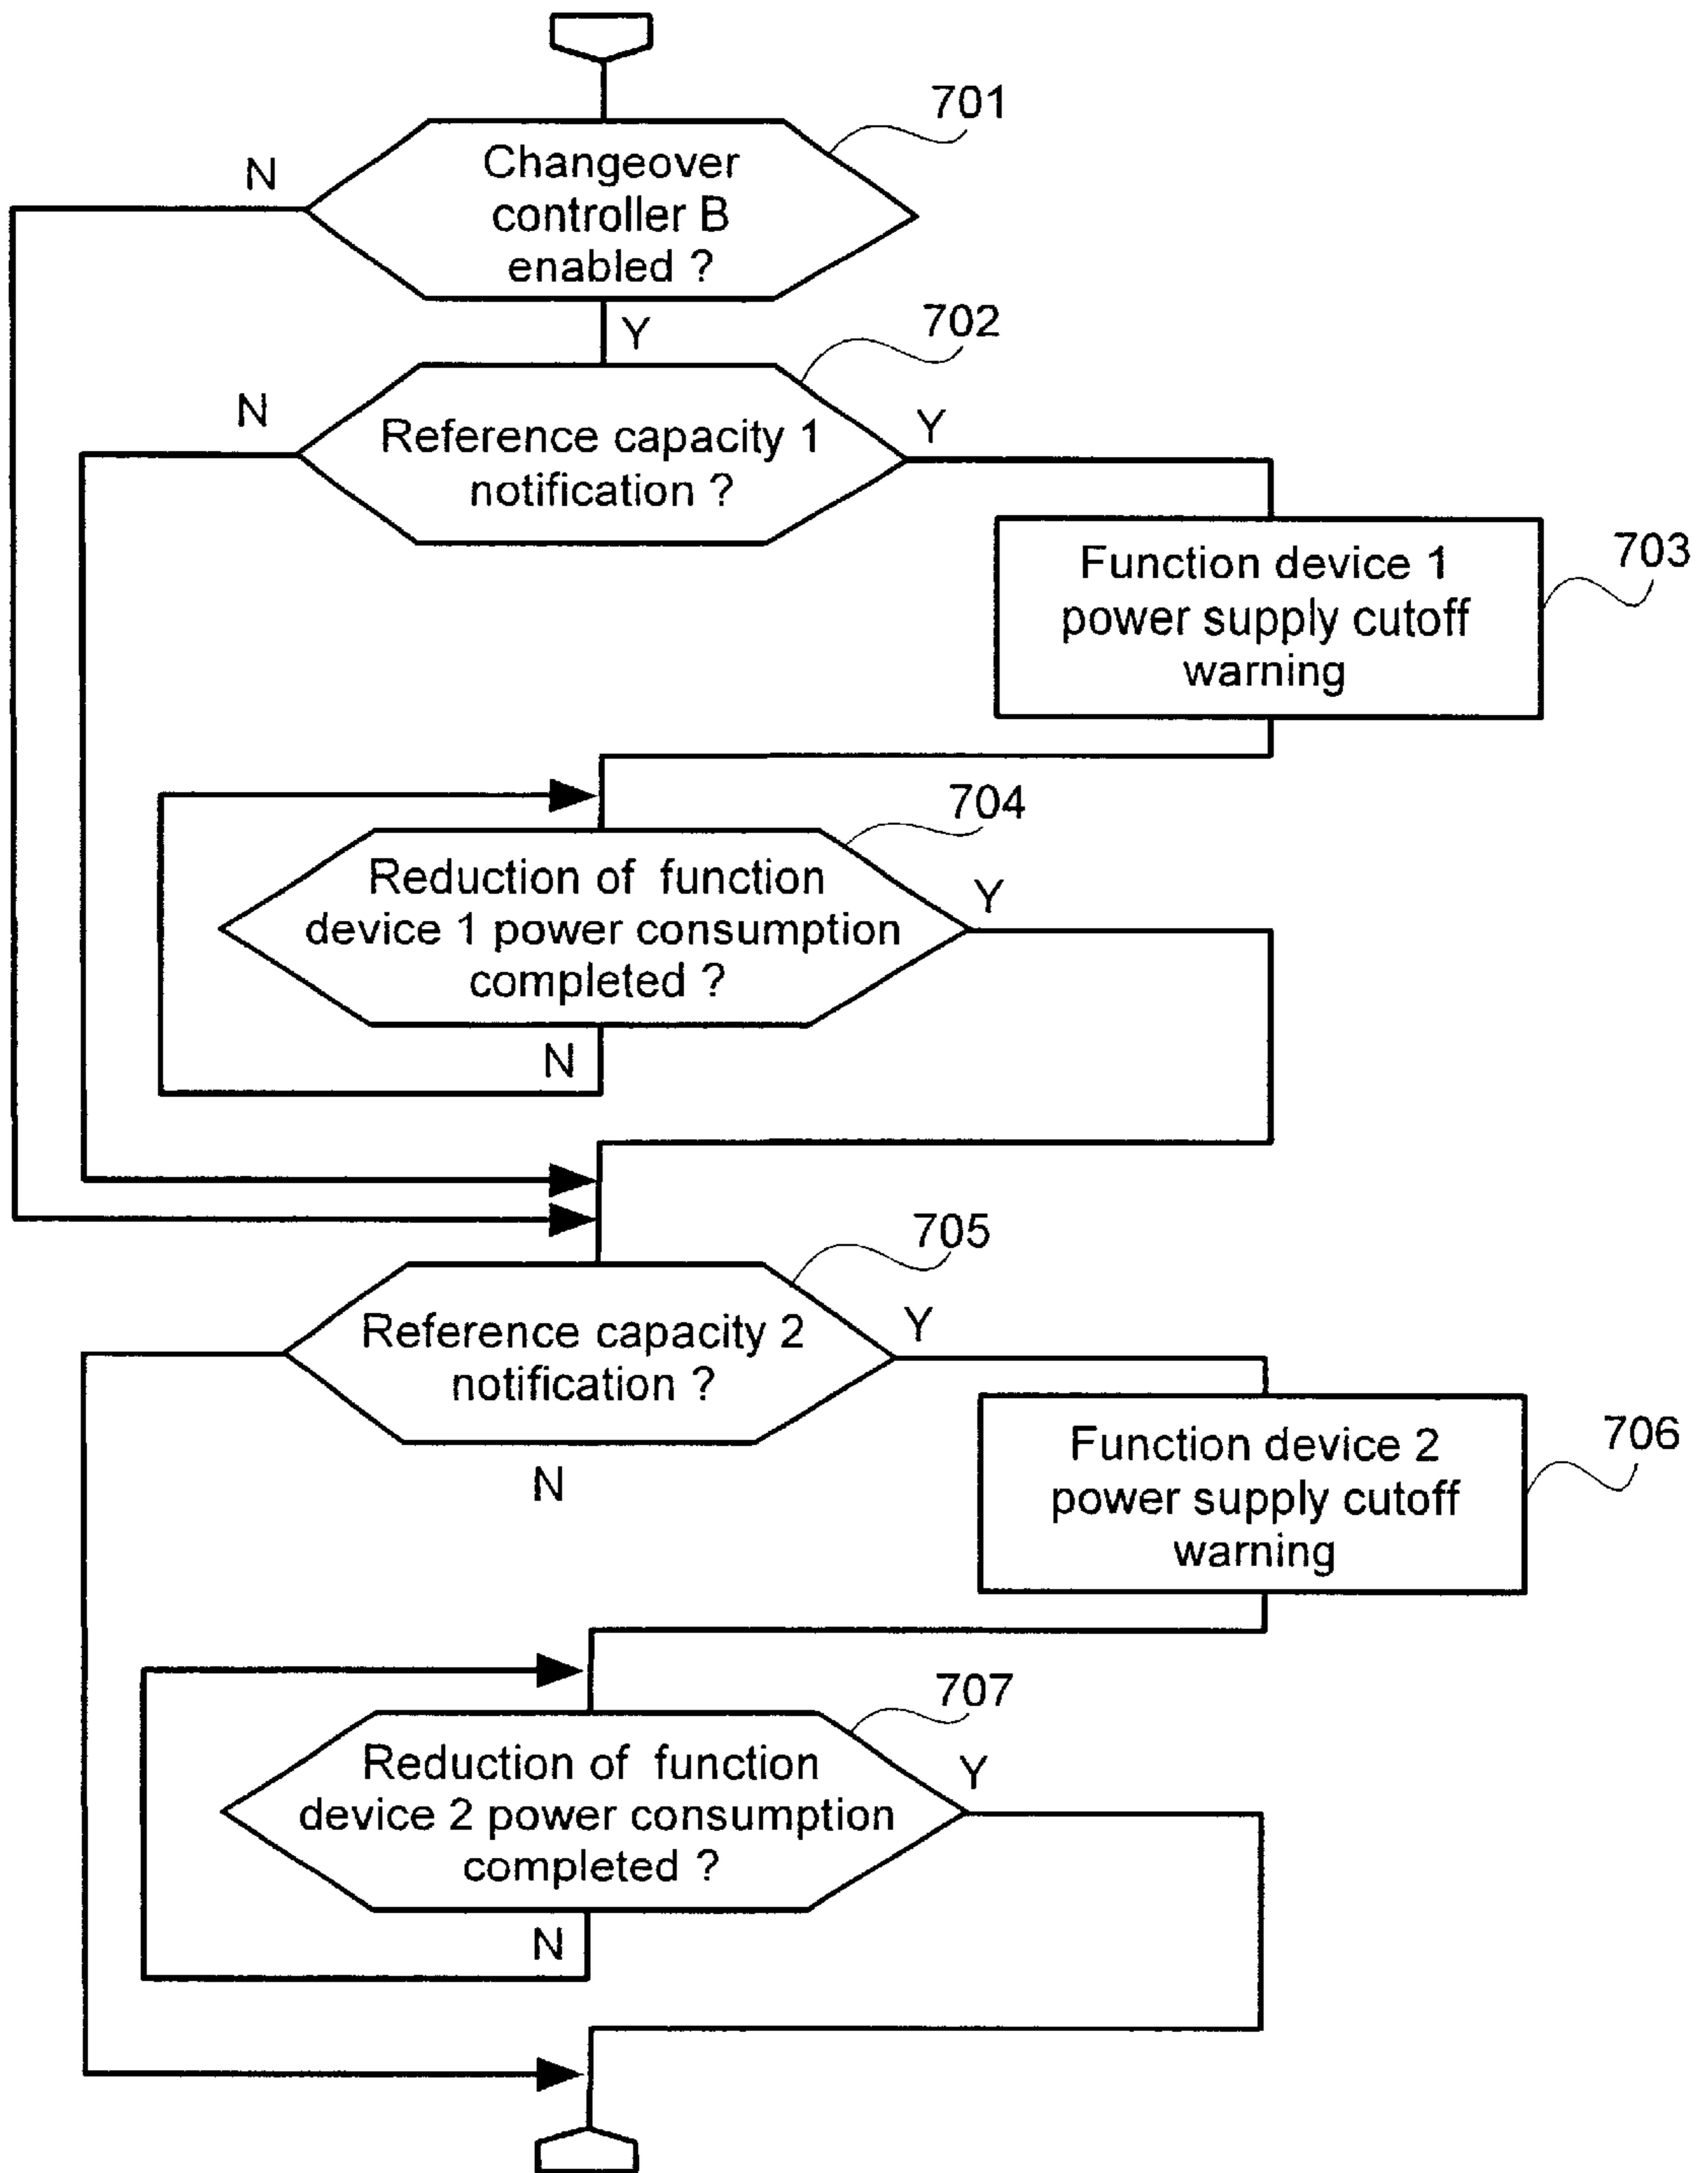 701
N
Changeover
controller B
enabled ?
Y
702
N
Reference capacity 1
notification ?
Y
Function device 1
power supply cutoff
warning
703
704
Reduction of function
device 1 power consumption
completed ?
Y
N
705
Reference capacity 2
notification ?
Y
N
Function device 2
power supply cutoff
warning
706
707
Reduction of function
device 2 power consumption
completed ?
Y
N